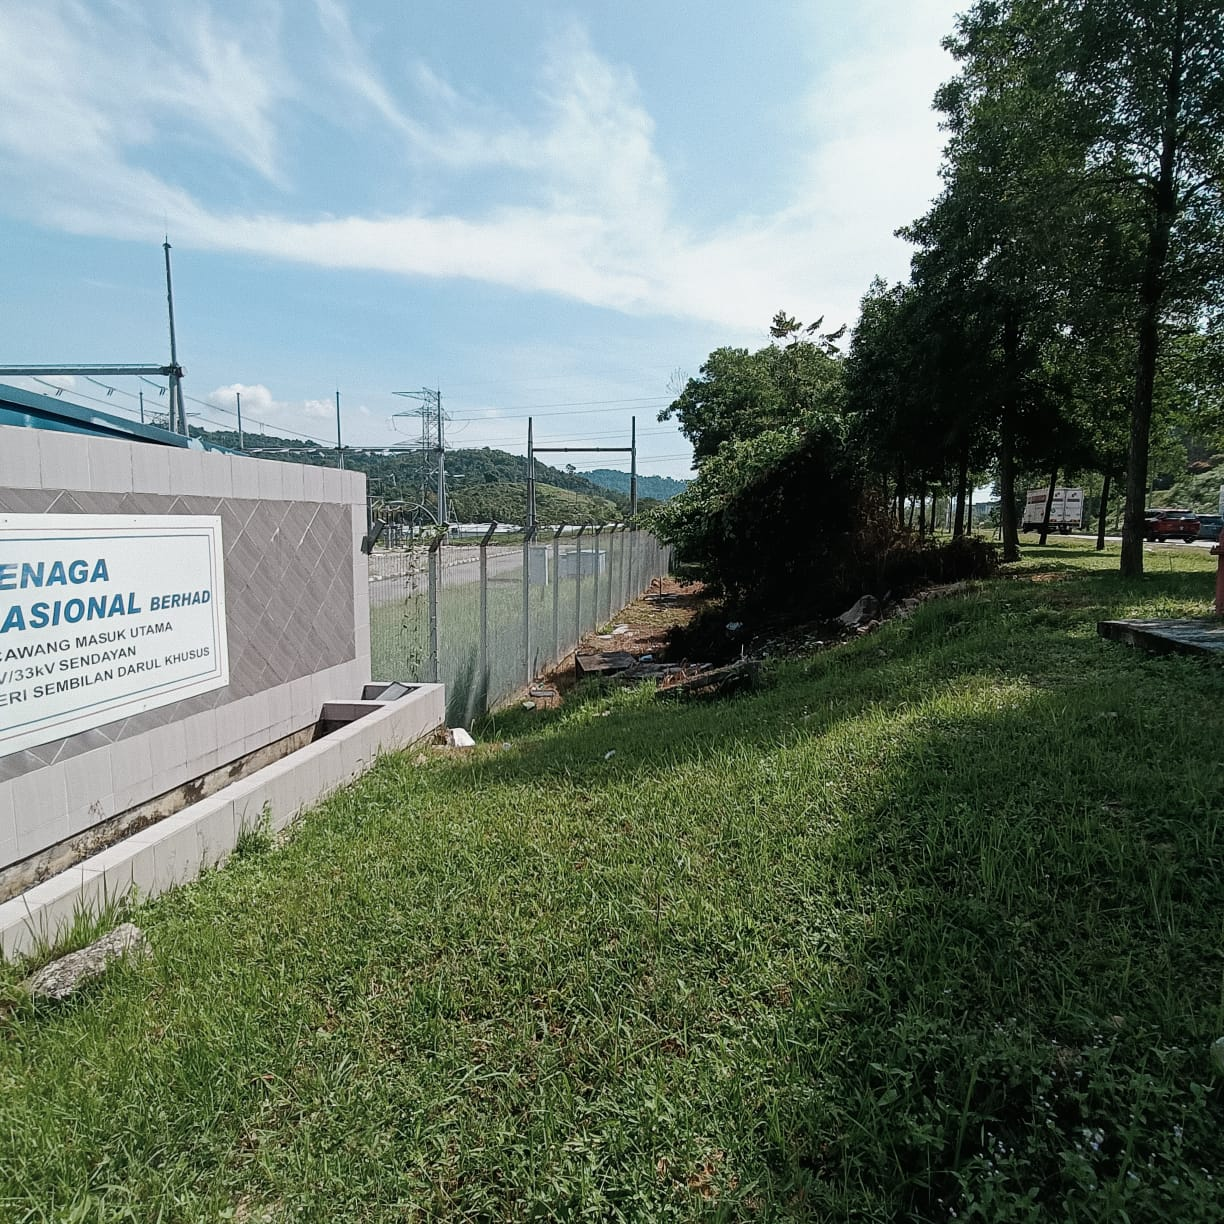 ENAGA
ASIONAL BERHAD
CAWANG MASUK UTAMA
V/33kV SENDAYAN
ERI SEMBILAN DARUL KHUSUS